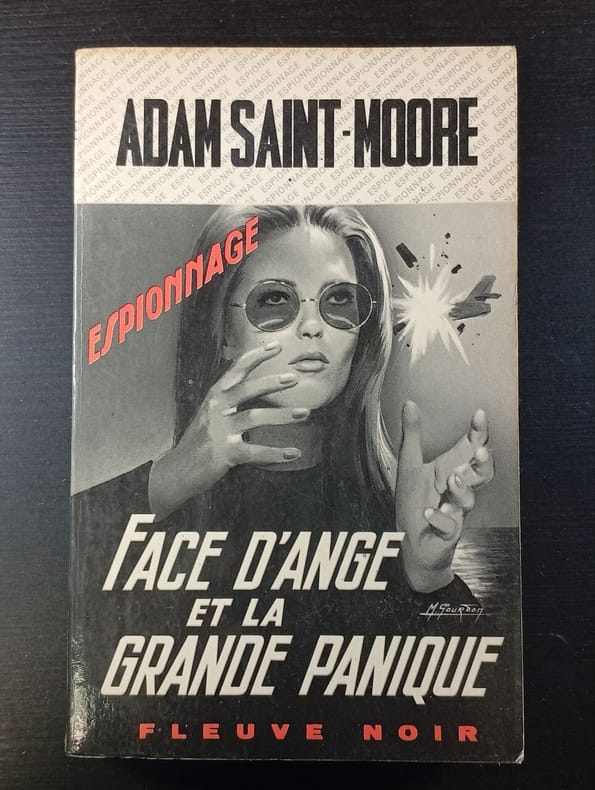 ADAM SAINT-MOORE
ESPIONNAGE
FACE D'ANGE
ET LA
GRANDE PANIQUE
M. GOURDON
FLEUVE NOIR